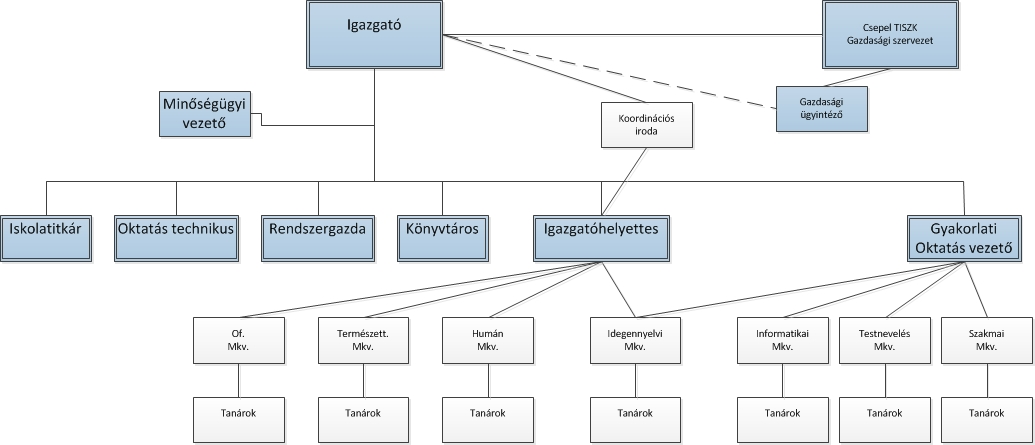 Igazgató
Csepel TISZK
Gazdasági szervezet
Minőségügyi
vezető
Koordinációs
iroda
Gazdasági
ügyintéző
Iskolatitkár
Oktatás technikus
Rendszergazda
Könyvtáros
Igazgatóhelyettes
Gyakorlati
Oktatás vezető
Of.
Mkv.
Természett.
Mkv.
Humán
Mkv.
Idegennyelvi
Mkv.
Informatikai
Mkv.
Testnevelés
Mkv.
Szakmai
Mkv.
Tanárok
Tanárok
Tanárok
Tanárok
Tanárok
Tanárok
Tanárok